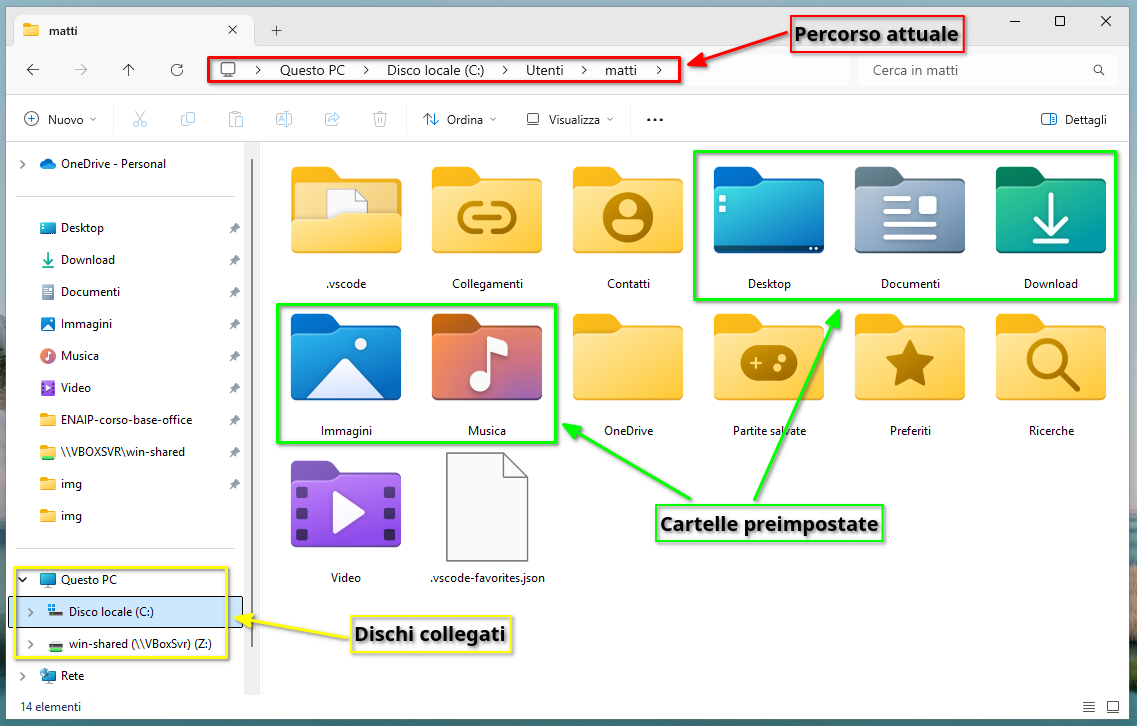 matti
Percorso attuale
Questo PC
Disco locale (C:)
Utenti
matti
Cerca in matti
Nuovo
Ordina
Visualizza
Dettagli
OneDrive - Personal
Desktop
Download
Documenti
Immagini
Musica
Video
ENAIP-corso-base-office
\\VBOXSVR\win-shared
img
img
Questo PC
Disco locale (C:)
win-shared (\\VBoxSvr) (Z:)
Rete
.vscode
Collegamenti
Contatti
Desktop
Documenti
Download
Immagini
Musica
OneDrive
Partite salvate
Preferiti
Ricerche
Video
.vscode-favorites.json
Cartelle preimpostate
Dischi collegati
14 elementi